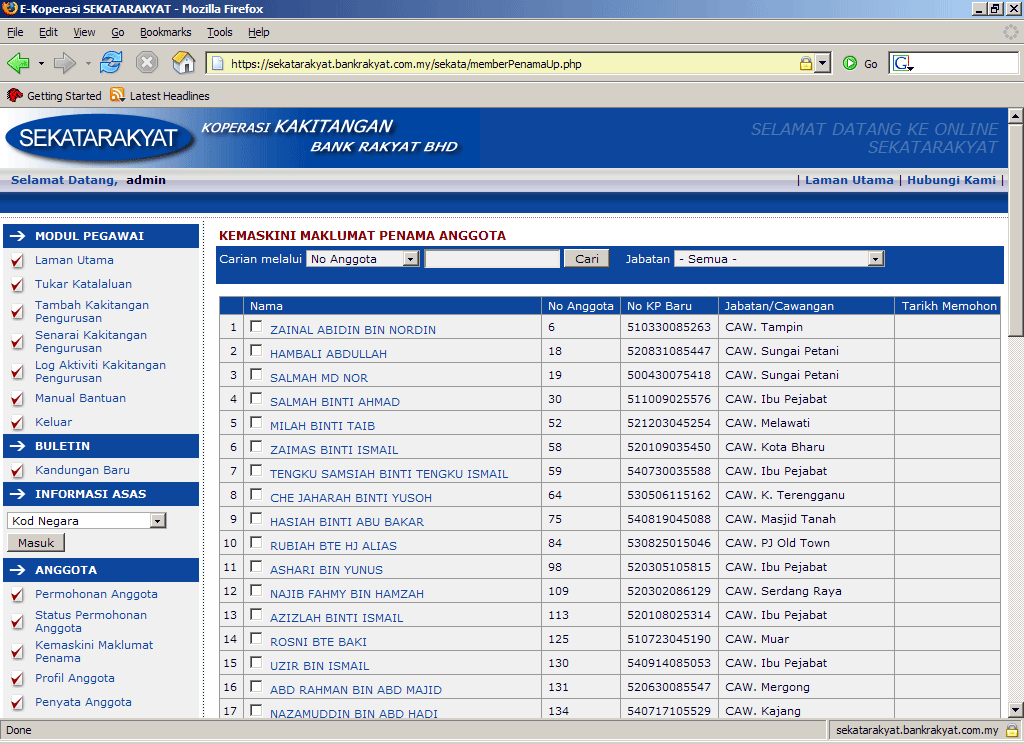 E-Koperasi SEKATARAKYAT - Mozilla Firefox
File Edit View Go Bookmarks Tools Help
https://sekatarakyat.bankrakyat.com.my/sekata/memberPenamaUp.php Go G
Getting Started Latest Headlines
SEKATARAKYAT KOPERASI KAKITANGAN
BANK RAKYAT BHD
SELAMAT DATANG KE ONLINE
SEKATARAKYAT
Selamat Datang, admin | Laman Utama | Hubungi Kami |
MODUL PEGAWAI
Laman Utama
Tukar Katalaluan
Tambah Kakitangan
Pengurusan
Senarai Kakitangan
Pengurusan
Log Aktiviti Kakitangan
Pengurusan
Manual Bantuan
Keluar
BULETIN
Kandungan Baru
INFORMASI ASAS
Kod Negara
Masuk
ANGGOTA
Permohonan Anggota
Status Permohonan
Anggota
Kemaskini Maklumat
Penama
Profil Anggota
Penyata Anggota
KEMASKINI MAKLUMAT PENAMA ANGGOTA
Carian melalui No Anggota Cari Jabatan - Semua -
Nama No Anggota No KP Baru Jabatan/Cawangan Tarikh Memohon
1 ZAINAL ABIDIN BIN NORDIN 6 510330085263 CAW. Tampin
2 HAMBALI ABDULLAH 18 520831085447 CAW. Sungai Petani
3 SALMAH MD NOR 19 500430075418 CAW. Sungai Petani
4 SALMAH BINTI AHMAD 30 511009025576 CAW. Ibu Pejabat
5 MILAH BINTI TAIB 52 521203045254 CAW. Melawati
6 ZAIMAS BINTI ISMAIL 58 520109035450 CAW. Kota Bharu
7 TENGKU SAMSIAH BINTI TENGKU ISMAIL 59 540730035588 CAW. Ibu Pejabat
8 CHE JAHARAH BINTI YUSOH 64 530506115162 CAW. K. Terengganu
9 HASIAH BINTI ABU BAKAR 75 540819045088 CAW. Masjid Tanah
10 RUBIAH BTE HJ ALIAS 84 530825015046 CAW. PJ Old Town
11 ASHARI BIN YUNUS 98 520305105815 CAW. Ibu Pejabat
12 NAJIB FAHMY BIN HAMZAH 109 520302086129 CAW. Serdang Raya
13 AZIZLAH BINTI ISMAIL 113 520108025314 CAW. Ibu Pejabat
14 ROSNI BTE BAKI 125 510723045190 CAW. Muar
15 UZIR BIN ISMAIL 130 540914085053 CAW. Ibu Pejabat
16 ABD RAHMAN BIN ABD MAJID 131 520630085547 CAW. Mergong
17 NAZAMUDDIN BIN ABD HADI 134 540717105529 CAW. Kajang
Done sekatarakyat.bankrakyat.com.my